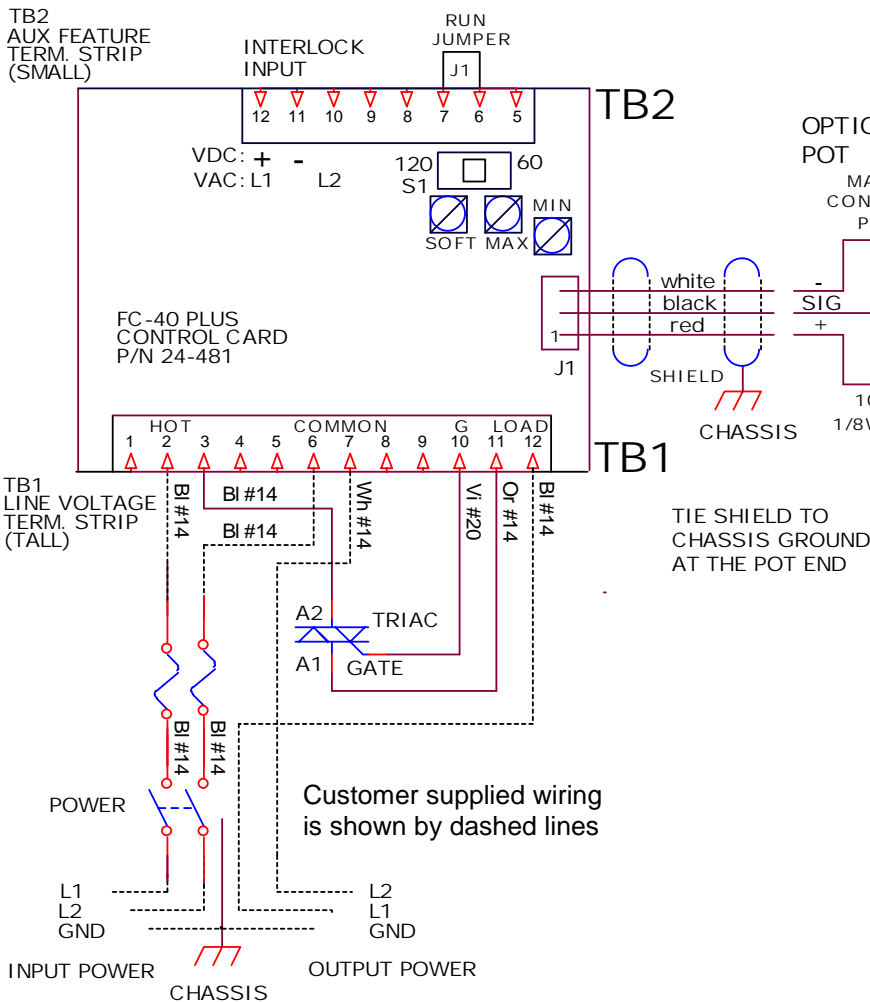 TB2
AUX FEATURE
TERM. STRIP
(SMALL)
INTERLOCK
INPUT
RUN
JUMPER
J1
12 11 10 9 8 7 6 5
TB2
VDC: + -
VAC: L1 L2
120 60
S1
SOFT MAX MIN
OPTIO
POT
MA
CON
P
white -
black SIG
red +
1
J1
SHIELD
CHASSIS
10
1/8W
FC-40 PLUS
CONTROL CARD
P/N 24-481
HOT COMMON G LOAD
1 2 3 4 5 6 7 8 9 10 11 12
TB1
TB1
LINE VOLTAGE
TERM. STRIP
(TALL)
Bl #14
Bl #14
Bl #14
Wh #14
Vi #20
Or #14
Bl #14
TIE SHIELD TO
CHASSIS GROUND
AT THE POT END
A2 TRIAC
A1 GATE
Bl #14
Bl #14
POWER
Customer supplied wiring
is shown by dashed lines
L1 L2
L2 L1
GND GND
INPUT POWER OUTPUT POWER
CHASSIS